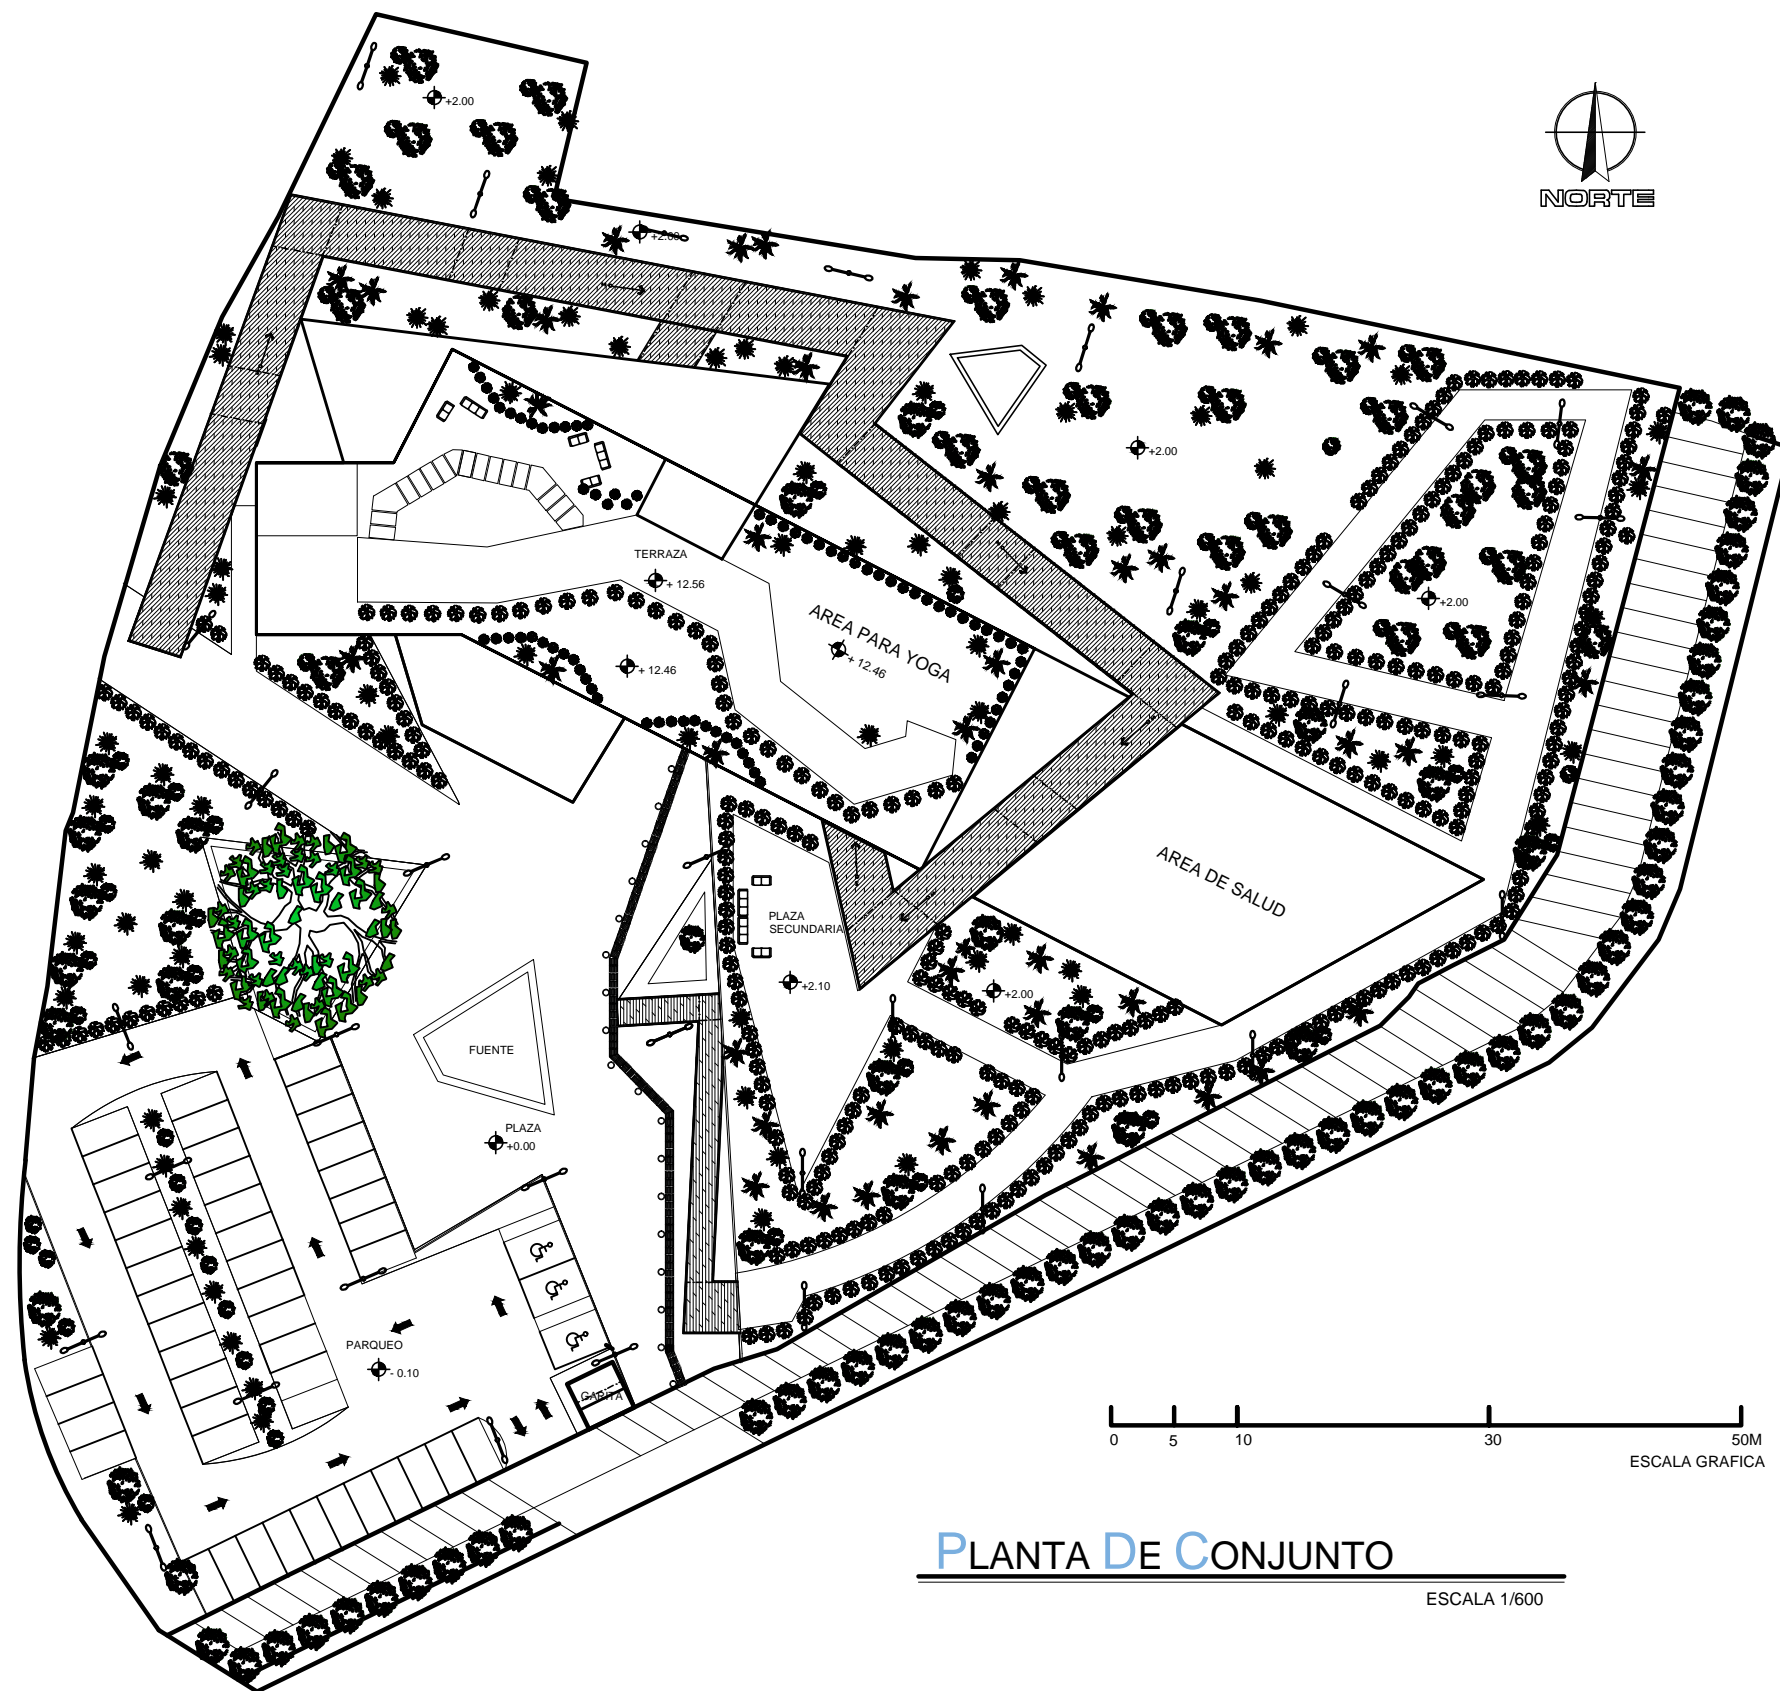 +2.00
NORTE
+2.00
+2.00
TERRAZA
+ 12.56
AREA PARA YOGA
+ 12.46
+ 12.46
+2.00
AREA DE SALUD
PLAZA
SECUNDARIA
+2.10
+2.00
FUENTE
PLAZA
+0.00
PARQUEO
- 0.10
GARITA
0 5 10 30 50M
ESCALA GRAFICA
PLANTA DE CONJUNTO
ESCALA 1/600